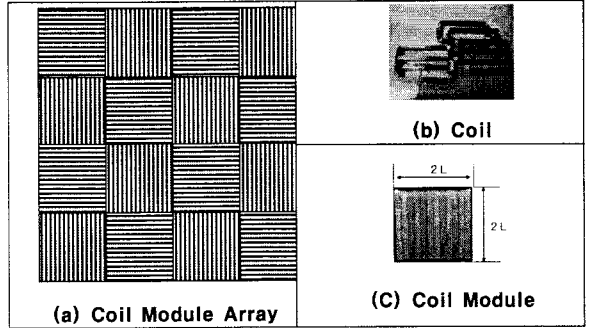 (a) Coil Module Array
(b) Coil
2L
2L
(C) Coil Module